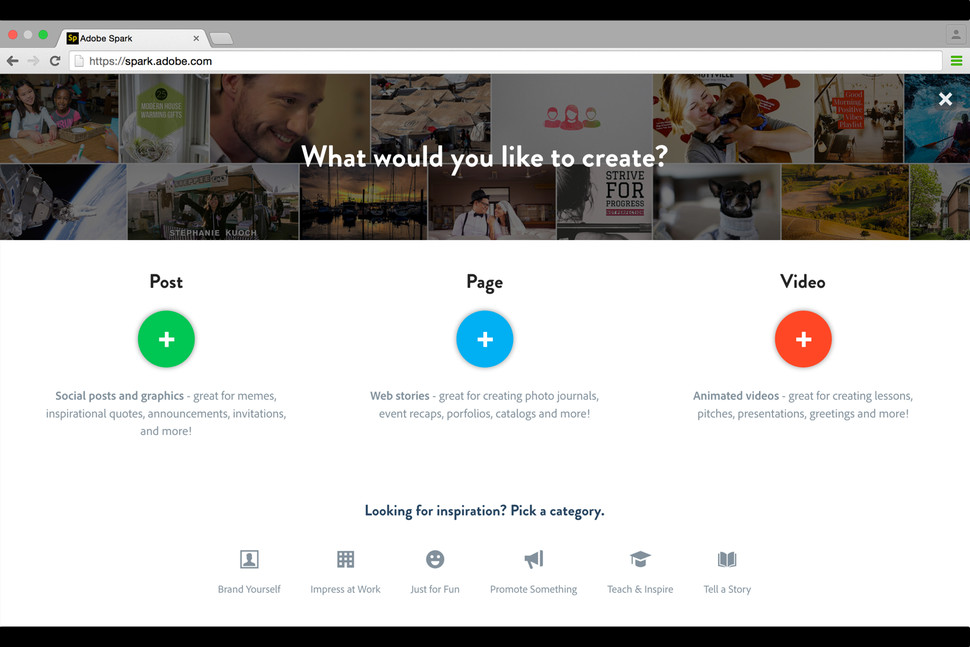 Sp Adobe Spark
https://spark.adobe.com
MODERN HOUSE
WARMING GIFTS
Good
Morning,
Positive
Vibes
Playlist
What would you like to create?
STRIVE
FOR
PROGRESS
NOT PERFECTION
STEPHANIE KUOCH
Post
Page
Video
Social posts and graphics - great for memes,
inspirational quotes, announcements, invitations,
and more!
Web stories - great for creating photo journals,
event recaps, porfolios, catalogs and more!
Animated videos - great for creating lessons,
pitches, presentations, greetings and more!
Looking for inspiration? Pick a category.
Brand Yourself
Impress at Work
Just for Fun
Promote Something
Teach & Inspire
Tell a Story